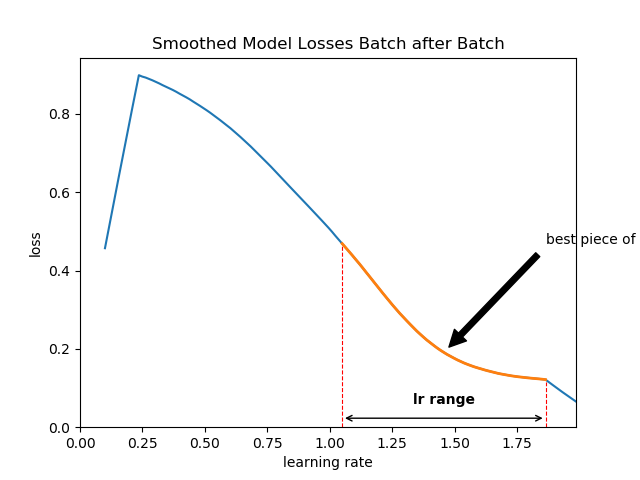 Smoothed Model Losses Batch after Batch
0.8
0.6
0.4
0.2
0.0
loss
best piece of
lr range
0.00 0.25 0.50 0.75 1.00 1.25 1.50 1.75
learning rate